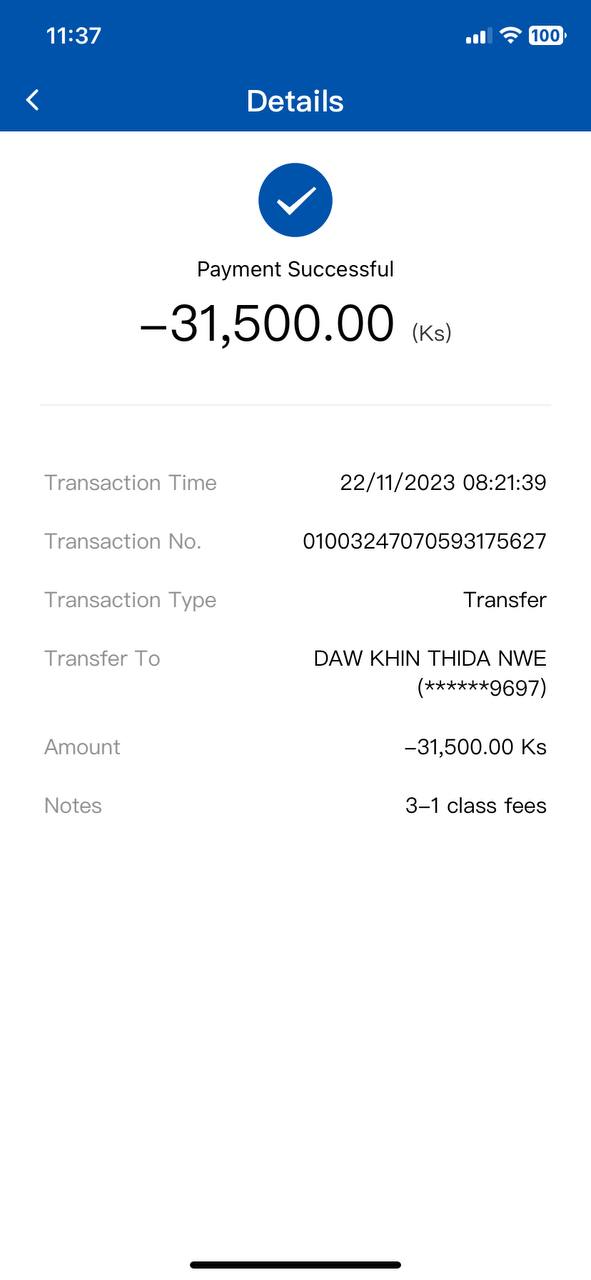 11:37
100
Details
Payment Successful
–31,500.00 (Ks)
Transaction Time 22/11/2023 08:21:39
Transaction No. 01003247070593175627
Transaction Type Transfer
Transfer To DAW KHIN THIDA NWE
(******9697)
Amount –31,500.00 Ks
Notes 3–1 class fees